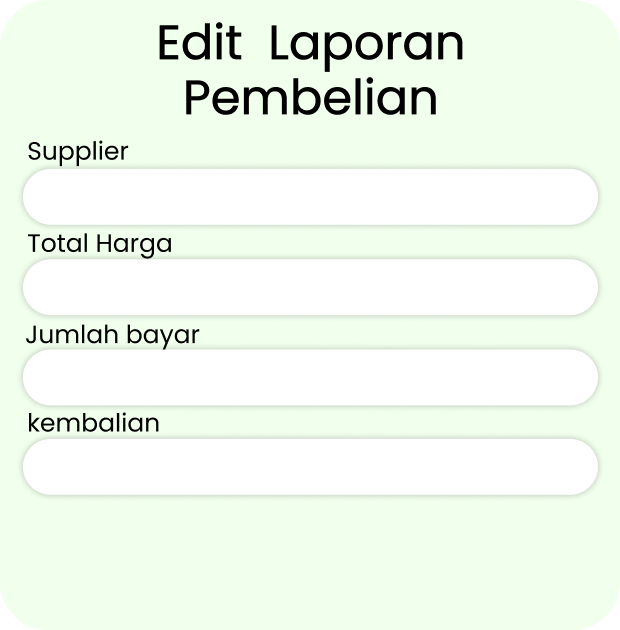 Edit Laporan
Pembelian
Supplier
Total Harga
Jumlah bayar
kembalian